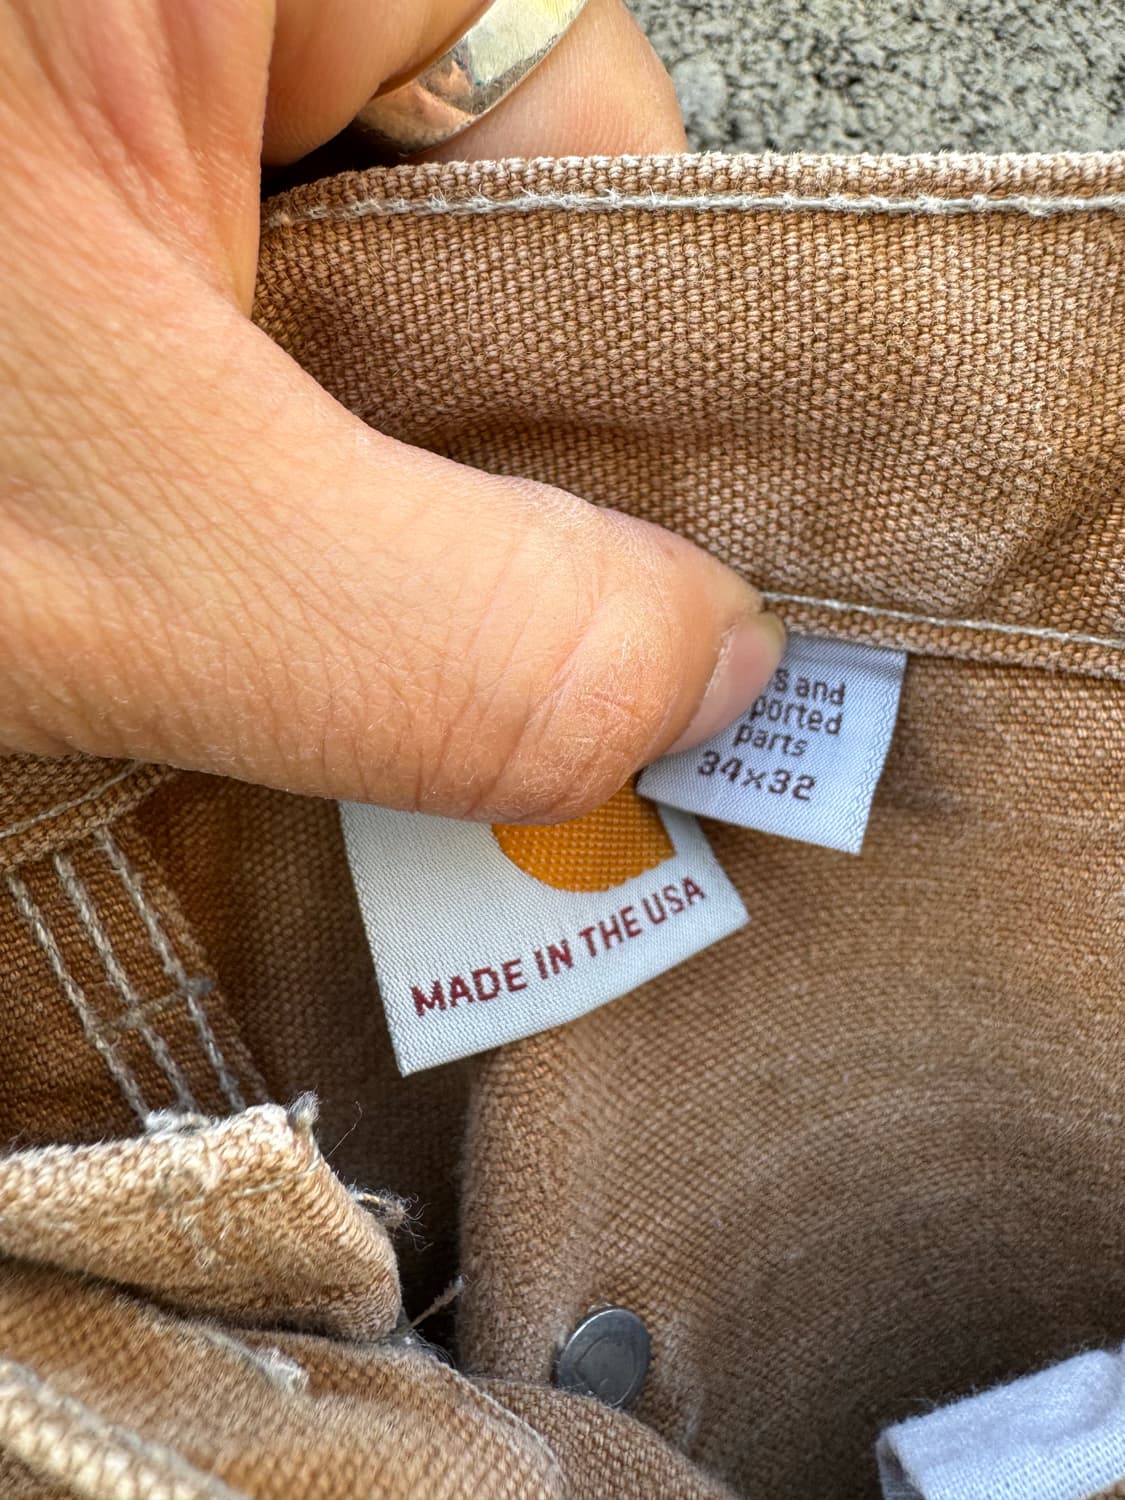 and
parts
34x32
MADE IN THE USA